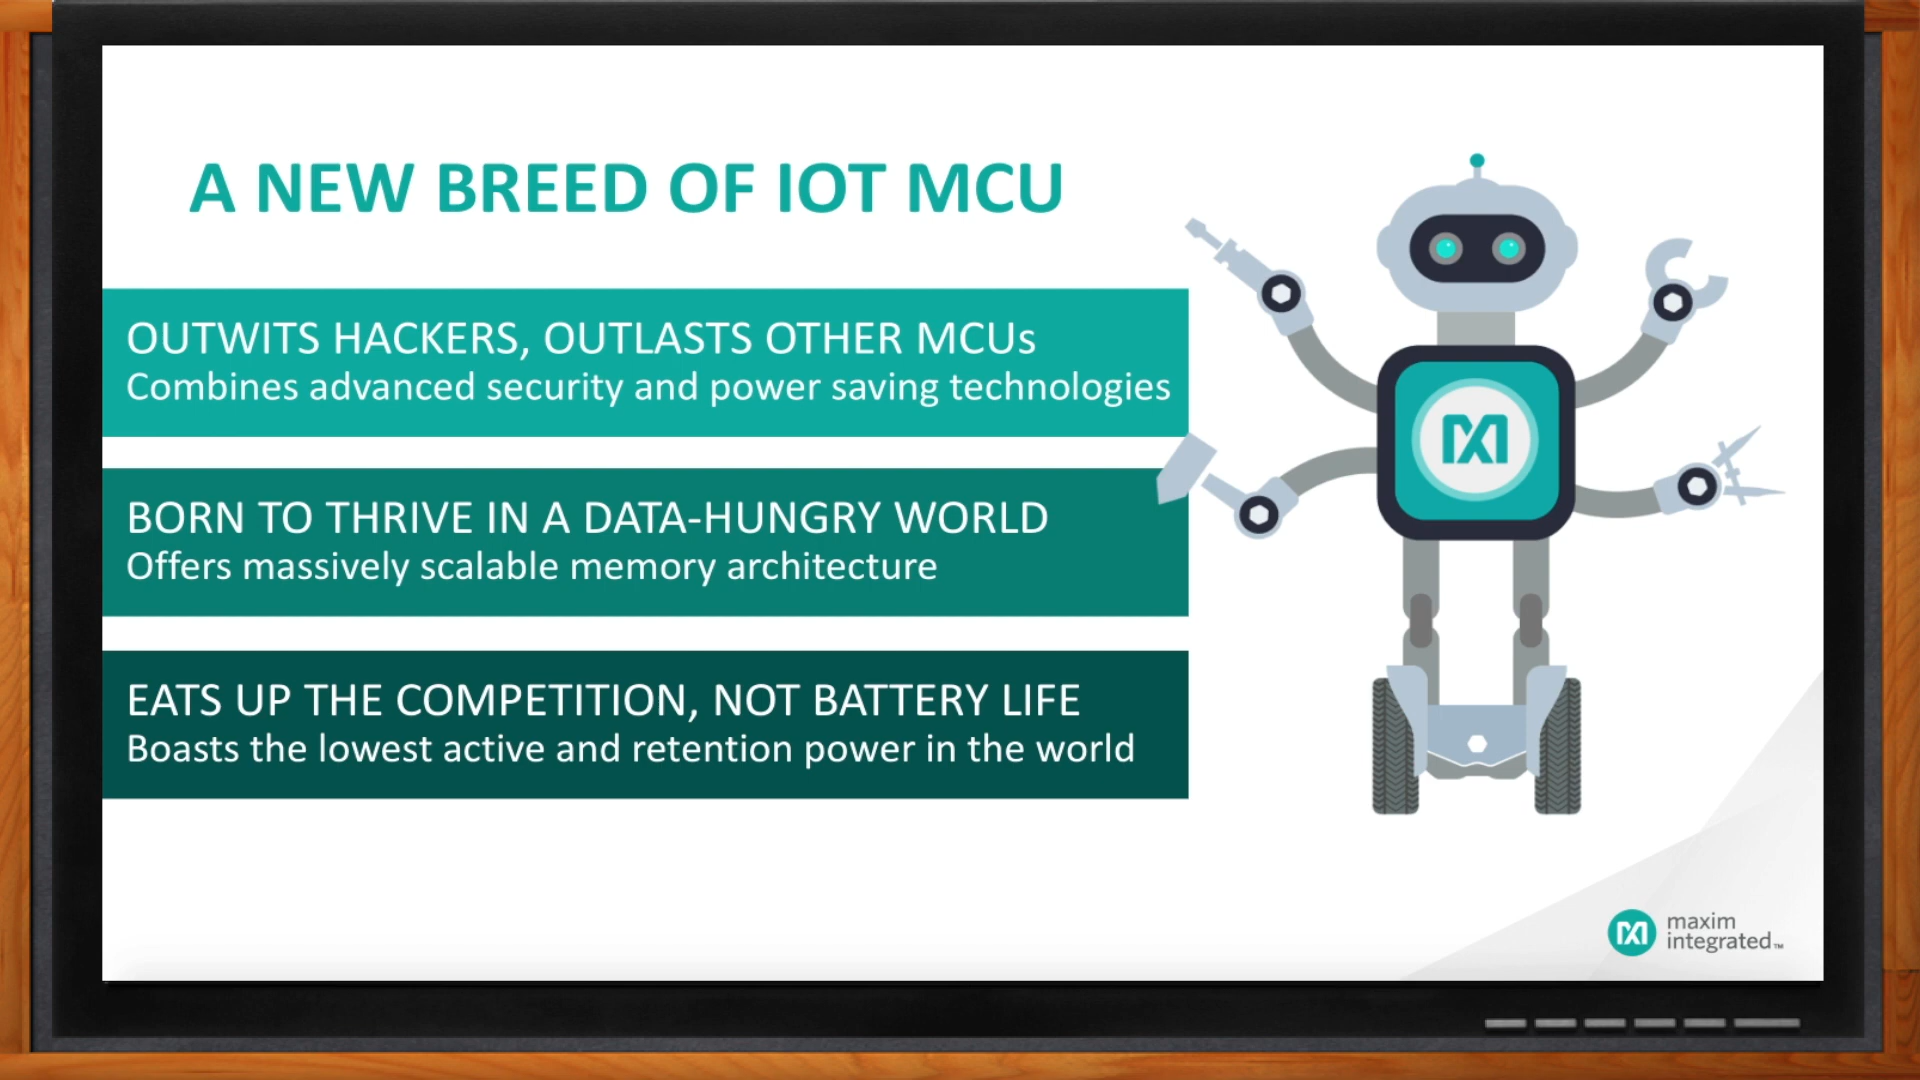 A NEW BREED OF IOT MCU
OUTWITS HACKERS, OUTLASTS OTHER MCUs
Combines advanced security and power saving technologies
BORN TO THRIVE IN A DATA-HUNGRY WORLD
Offers massively scalable memory architecture
EATS UP THE COMPETITION, NOT BATTERY LIFE
Boasts the lowest active and retention power in the world
maxim
integrated™